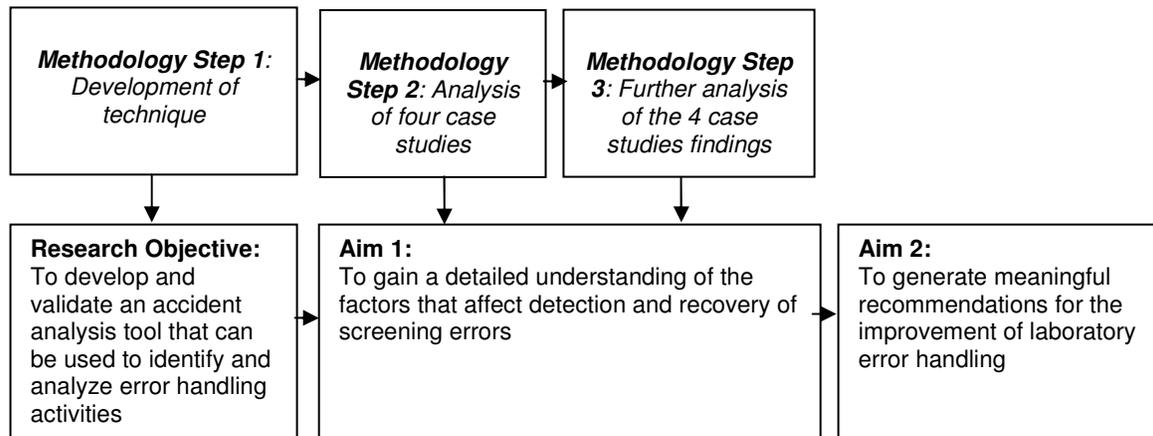 Methodology Step 1:
Development of
technique
Methodology
Step 2: Analysis
of four case
studies
Methodology Step
3: Further analysis
of the 4 case
studies findings
Research Objective:
To develop and
validate an accident
analysis tool that can
be used to identify and
analyze error handling
activities
Aim 1:
To gain a detailed understanding of the
factors that affect detection and recovery of
screening errors
Aim 2:
To generate meaningful
recommendations for the
improvement of laboratory
error handling